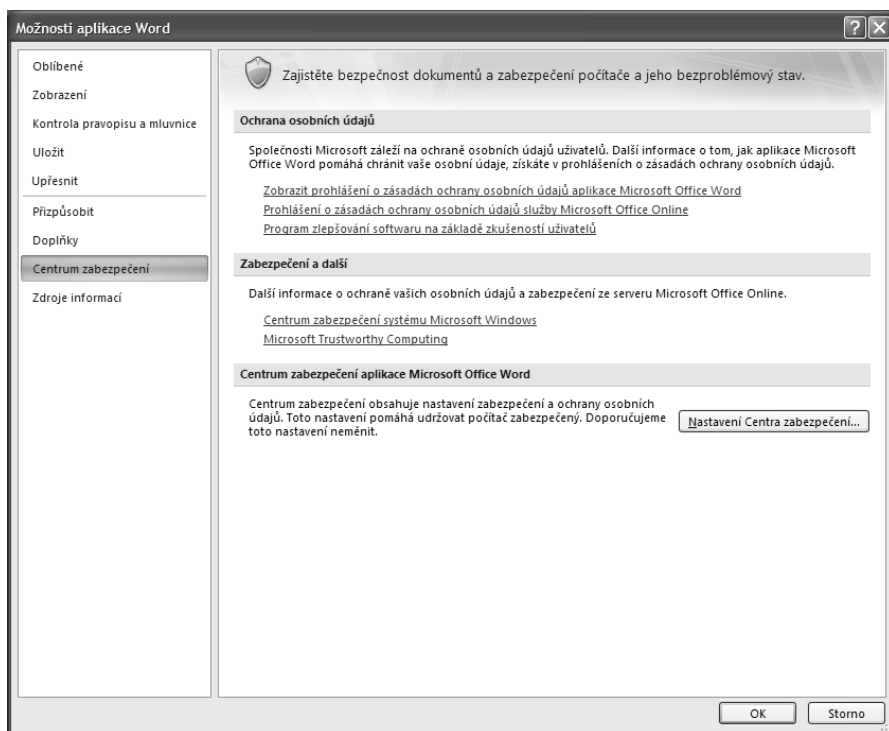 Možnosti aplikace Word
Oblíbené
Zobrazení
Kontrola pravopisu a mluvnice
Uložit
Upřesnit
Přizpůsobit
Doplňky
Centrum zabezpečení
Zdroje informací
Zajistěte bezpečnost dokumentů a zabezpečení počítače a jeho bezproblémový stav.
Ochrana osobních údajů
Společnosti Microsoft záleží na ochraně osobních údajů uživatelů. Další informace o tom, jak aplikace Microsoft
Office Word pomáhá chránit vaše osobní údaje, získáte v prohlášeních o zásadách ochrany osobních údajů.
Zobrazit prohlášení o zásadách ochrany osobních údajů aplikace Microsoft Office Word
Prohlášení o zásadách ochrany osobních údajů služby Microsoft Office Online
Program zlepšování softwaru na základě zkušeností uživatelů
Zabezpečení a další
Další informace o ochraně vašich osobních údajů a zabezpečení ze serveru Microsoft Office Online.
Centrum zabezpečení systému Microsoft Windows
Microsoft Trustworthy Computing
Centrum zabezpečení aplikace Microsoft Office Word
Centrum zabezpečení obsahuje nastavení zabezpečení a ochrany osobních
údajů. Toto nastavení pomáhá udržovat počítač zabezpečený. Doporučujeme
toto nastavení neměnit.
Nastavení Centra zabezpečení...
OK
Storno